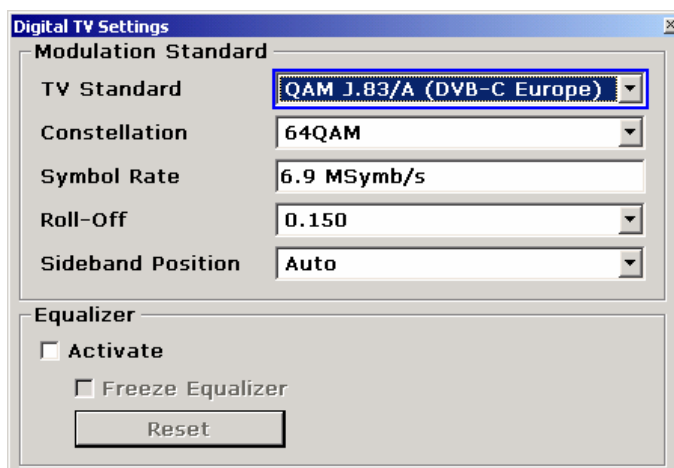 Digital TV Settings
Modulation Standard
TV Standard QAM J.83/A (DVB-C Europe)
Constellation 64QAM
Symbol Rate 6.9 MSymb/s
Roll-Off 0.150
Sideband Position Auto
Equalizer
Activate
Freeze Equalizer
Reset